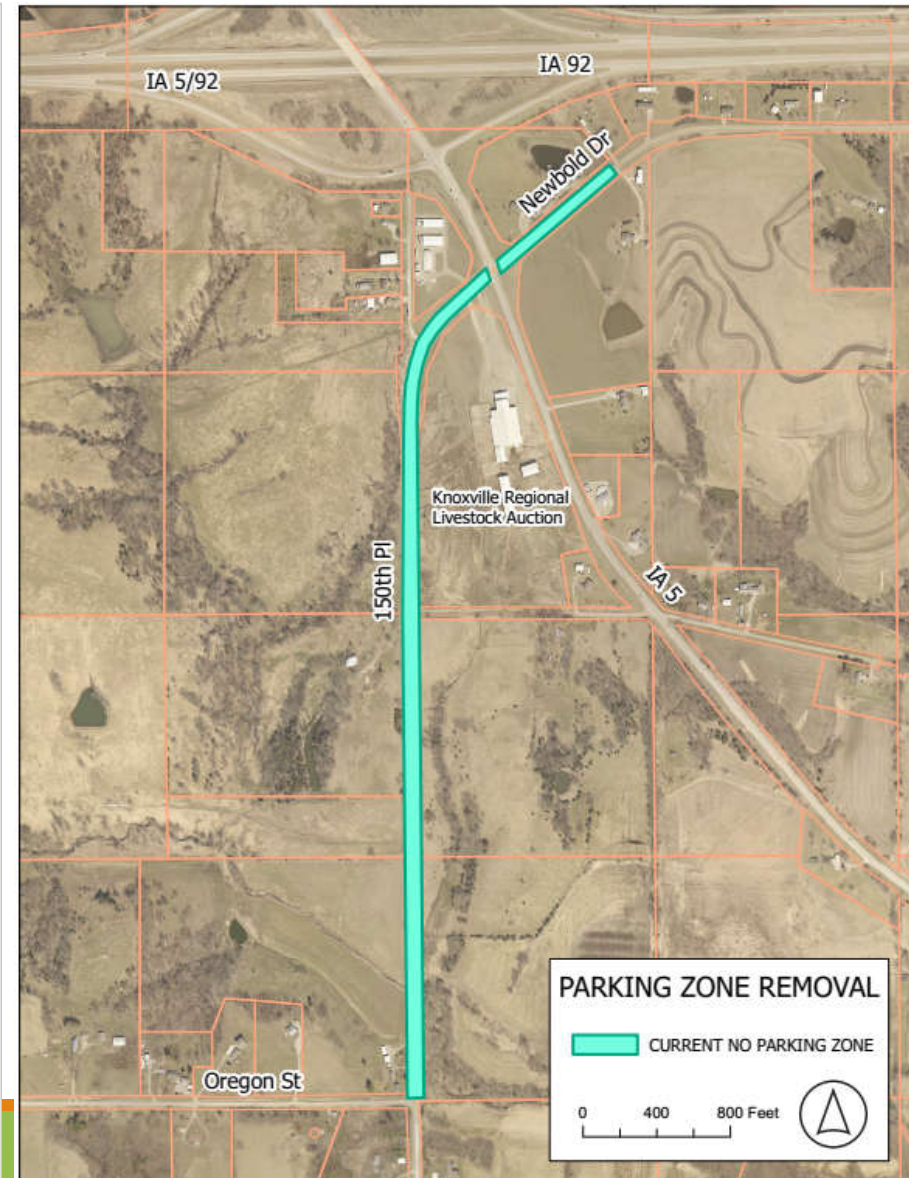 IA 5/92
IA 92
Newbold Dr
Knoxville Regional
Livestock Auction
150th Pl
IA 5
Oregon St
PARKING ZONE REMOVAL
CURRENT NO PARKING ZONE
0 400 800 Feet